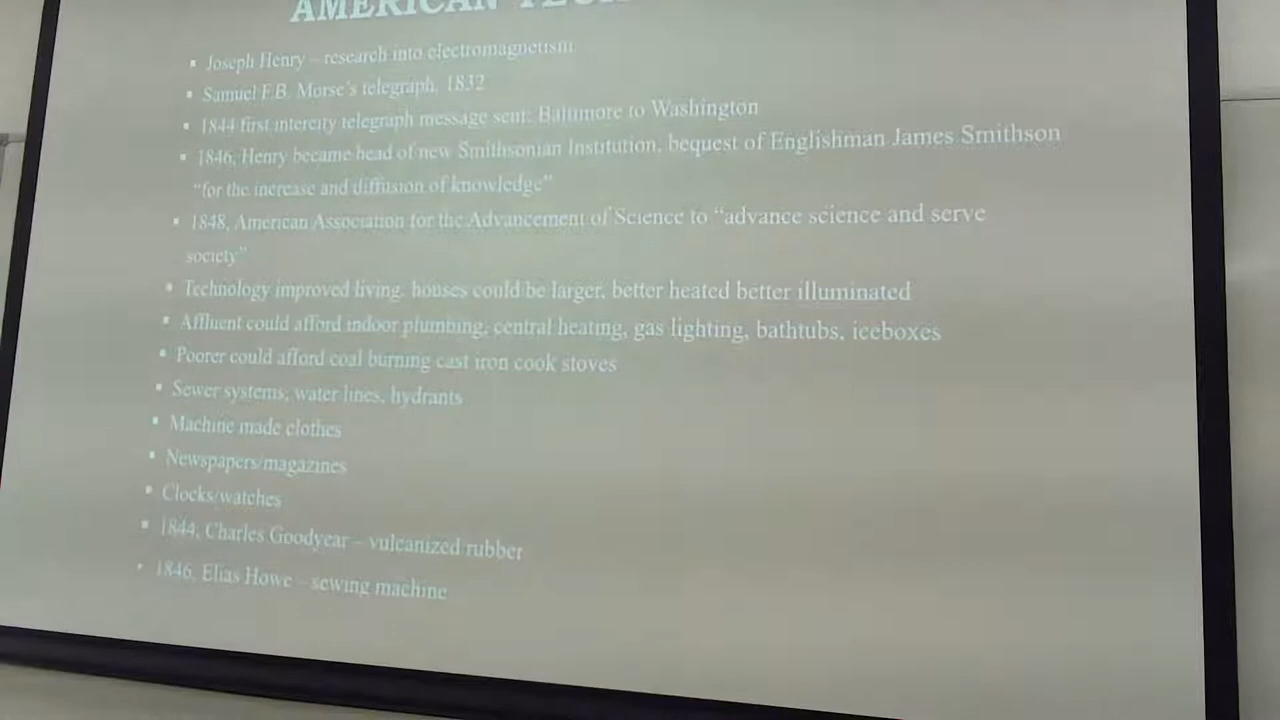 AMERICAN
▪ Joseph Henry – research into electromagnetism
▪ Samuel F.B. Morse's telegraph, 1832
▪ 1844 first intercity telegraph message sent: Baltimore to Washington
▪ 1846, Henry became head of new Smithsonian Institution, bequest of Englishman James Smithson
"for the increase and diffusion of knowledge"
▪ 1848, American Association for the Advancement of Science to "advance science and serve
society"
▪ Technology improved living, houses could be larger, better heated better illuminated
▪ Affluent could afford indoor plumbing, central heating, gas lighting, bathtubs, iceboxes
▪ Poorer could afford coal burning cast iron cook stoves
▪ Sewer systems, water lines, hydrants
▪ Machine made clothes
▪ Newspapers/magazines
▪ Clocks/watches
▪ 1844, Charles Goodyear – vulcanized rubber
▪ 1846, Elias Howe – sewing machine